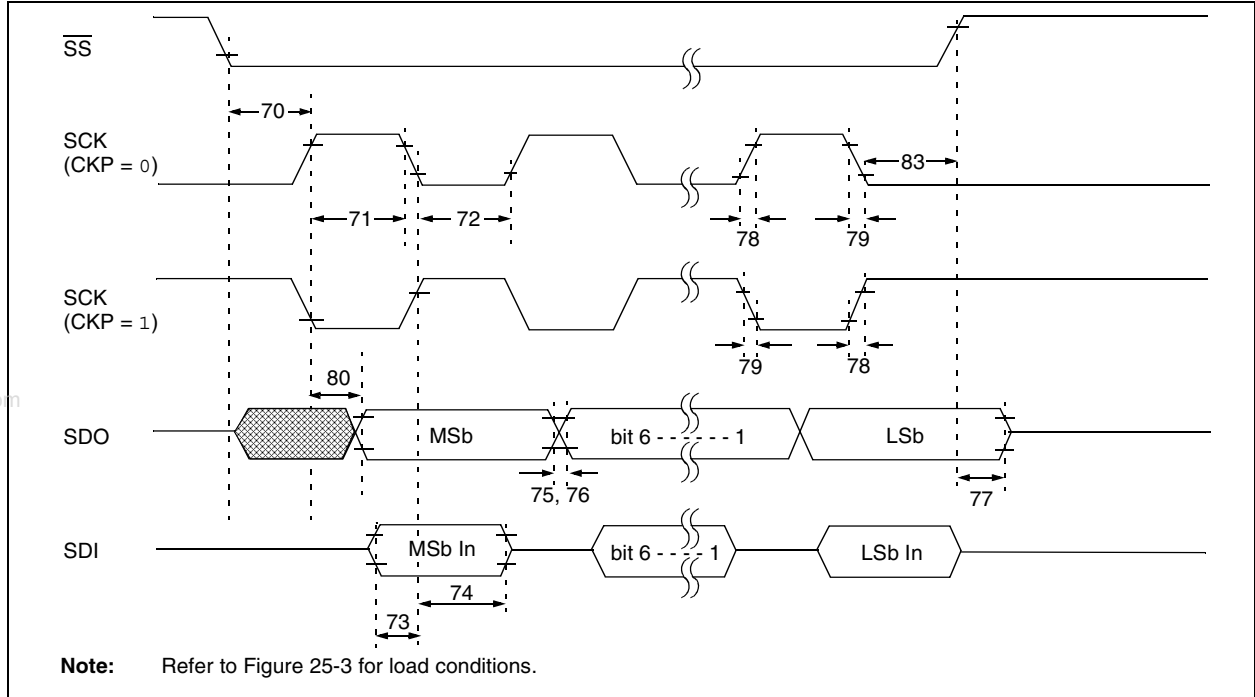 SS
70
SCK
(CKP = 0)
83
71
72
78
79
SCK
(CKP = 1)
79
78
80
om
SDO
MSb
bit 6 - - - - - - 1
LSb
75, 76
77
SDI
MSb In
bit 6 - - - - 1
LSb In
74
73
Note: Refer to Figure 25-3 for load conditions.